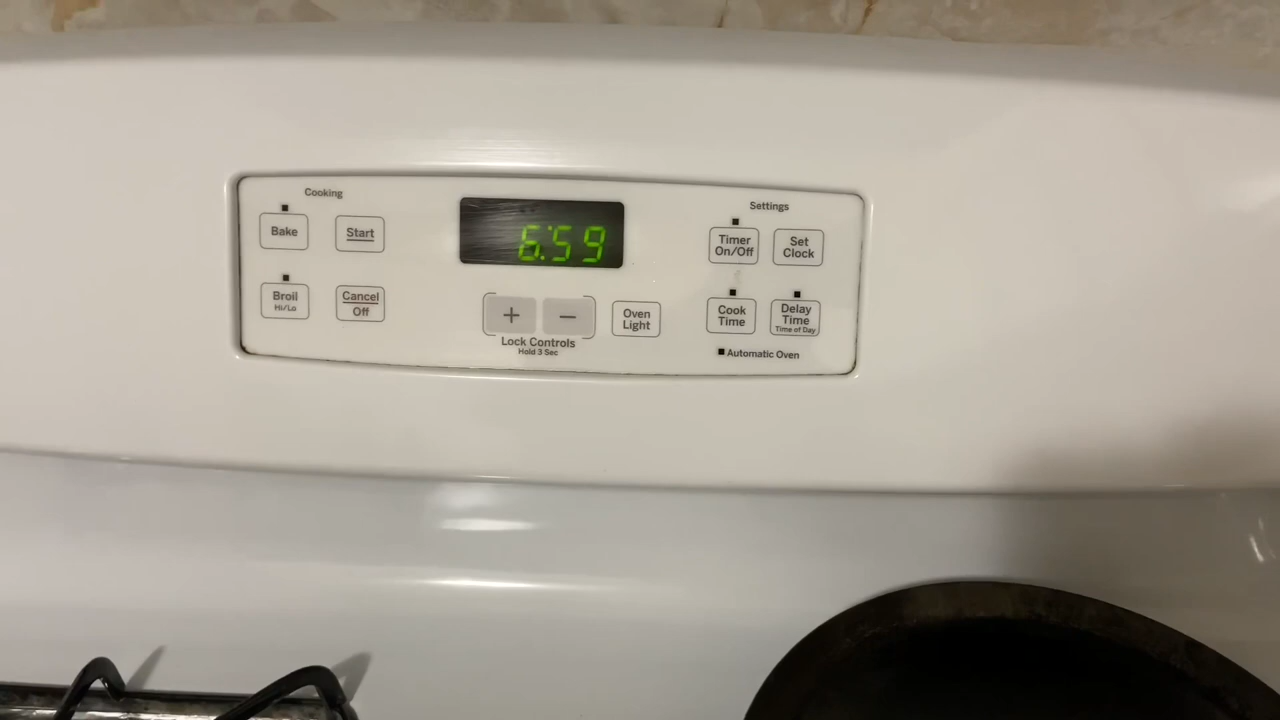 Cooking
Bake
Start
Broil
Hi/Lo
Cancel
Off
6:59
+
−
Lock Controls
Hold 3 Sec
Oven
Light
Settings
Timer
On/Off
Set
Clock
Cook
Time
Delay
Time
Time of Day
Automatic Oven